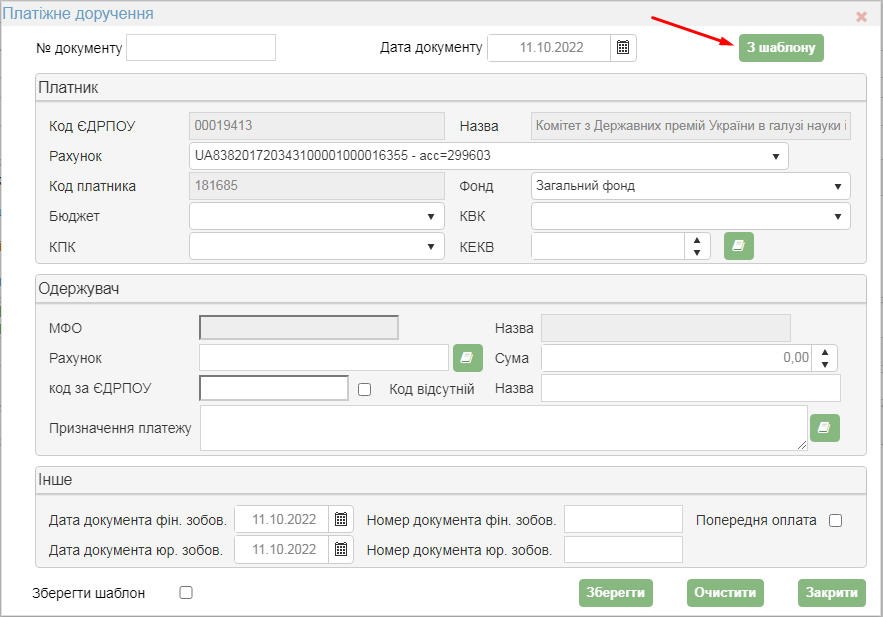 Платіжне доручення
№ документу Дата документу 11.10.2022 З шаблону
Платник
Код ЄДРПОУ 00019413 Назва Комітет з Державних премій України в галузі науки і
Рахунок UA838201720343100001000016355 - acc=299603
Код платника 181685 Фонд Загальний фонд
Бюджет КВК
КПК КЕКВ
Одержувач
МФО Назва
Рахунок Сума 0,00
код за ЄДРПОУ Код відсутній Назва
Призначення платежу
Інше
Дата документа фін. зобов. 11.10.2022 Номер документа фін. зобов. Попередня оплата
Дата документа юр. зобов. 11.10.2022 Номер документа юр. зобов.
Зберегти шаблон Зберегти Очистити Закрити